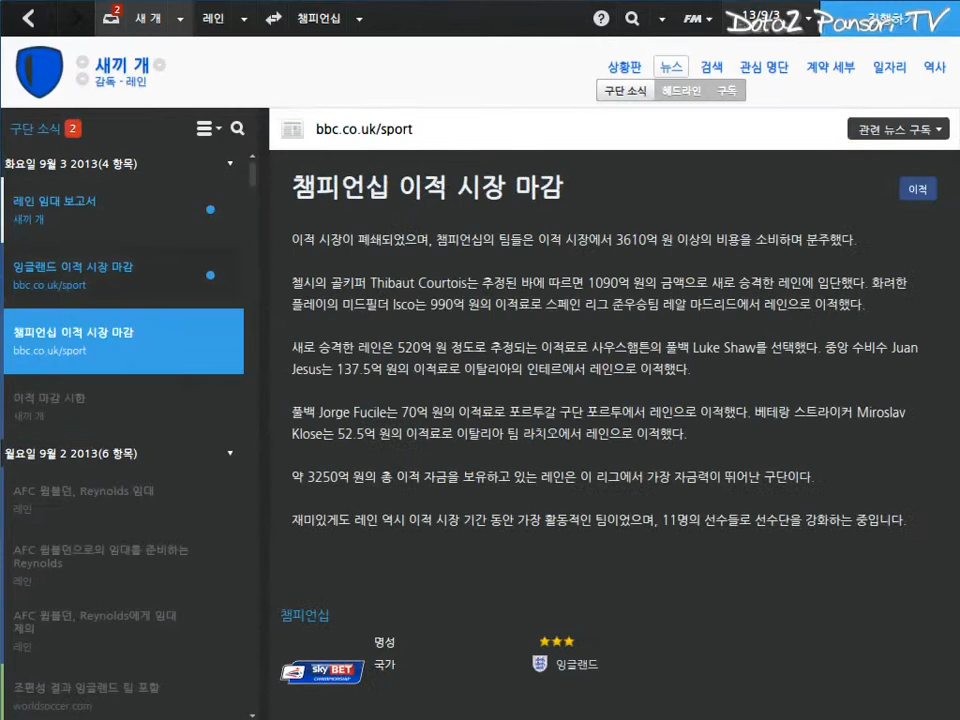 2
새 개
레인
챔피언십
FM
13/9/3
Dota2 Pansori TV
새끼 개
감독 - 레인
상황판
뉴스
검색
관심 명단
계약 세부
일자리
역사
구단 소식
헤드라인
구독
구단 소식 2
bbc.co.uk/sport
관련 뉴스 구독
화요일 9월 3 2013(4 항목)
레인 임대 보고서
새끼 개
잉글랜드 이적 시장 마감
bbc.co.uk/sport
챔피언십 이적 시장 마감
bbc.co.uk/sport
이적 마감 시한
새끼 개
월요일 9월 2 2013(6 항목)
AFC 윔블던, Reynolds 임대
레인
AFC 윔블던으로의 임대를 준비하는
Reynolds
레인
AFC 윔블던, Reynolds에게 임대
제의
레인
조편성 결과 잉글랜드 팀 포함
worldsoccer.com
챔피언십 이적 시장 마감
이적
이적 시장이 폐쇄되었으며, 챔피언십의 팀들은 이적 시장에서 3610억 원 이상의 비용을 소비하며 분주했다.
첼시의 골키퍼 Thibaut Courtois는 추정된 바에 따르면 1090억 원의 금액으로 새로 승격한 레인에 입단했다. 화려한
플레이의 미드필더 Isco는 990억 원의 이적료로 스페인 리그 준우승팀 레알 마드리드에서 레인으로 이적했다.
새로 승격한 레인은 520억 원 정도로 추정되는 이적료로 사우스햄튼의 풀백 Luke Shaw를 선택했다. 중앙 수비수 Juan
Jesus는 137.5억 원의 이적료로 이탈리아의 인테르에서 레인으로 이적했다.
풀백 Jorge Fucile는 70억 원의 이적료로 포르투갈 구단 포르투에서 레인으로 이적했다. 베테랑 스트라이커 Miroslav
Klose는 52.5억 원의 이적료로 이탈리아 팀 라치오에서 레인으로 이적했다.
약 3250억 원의 총 이적 자금을 보유하고 있는 레인은 이 리그에서 가장 자금력이 뛰어난 구단이다.
재미있게도 레인 역시 이적 시장 기간 동안 가장 활동적인 팀이었으며, 11명의 선수들로 선수단을 강화하는 중입니다.
챔피언십
명성
sky BET
CHAMPIONSHIP
국가
잉글랜드